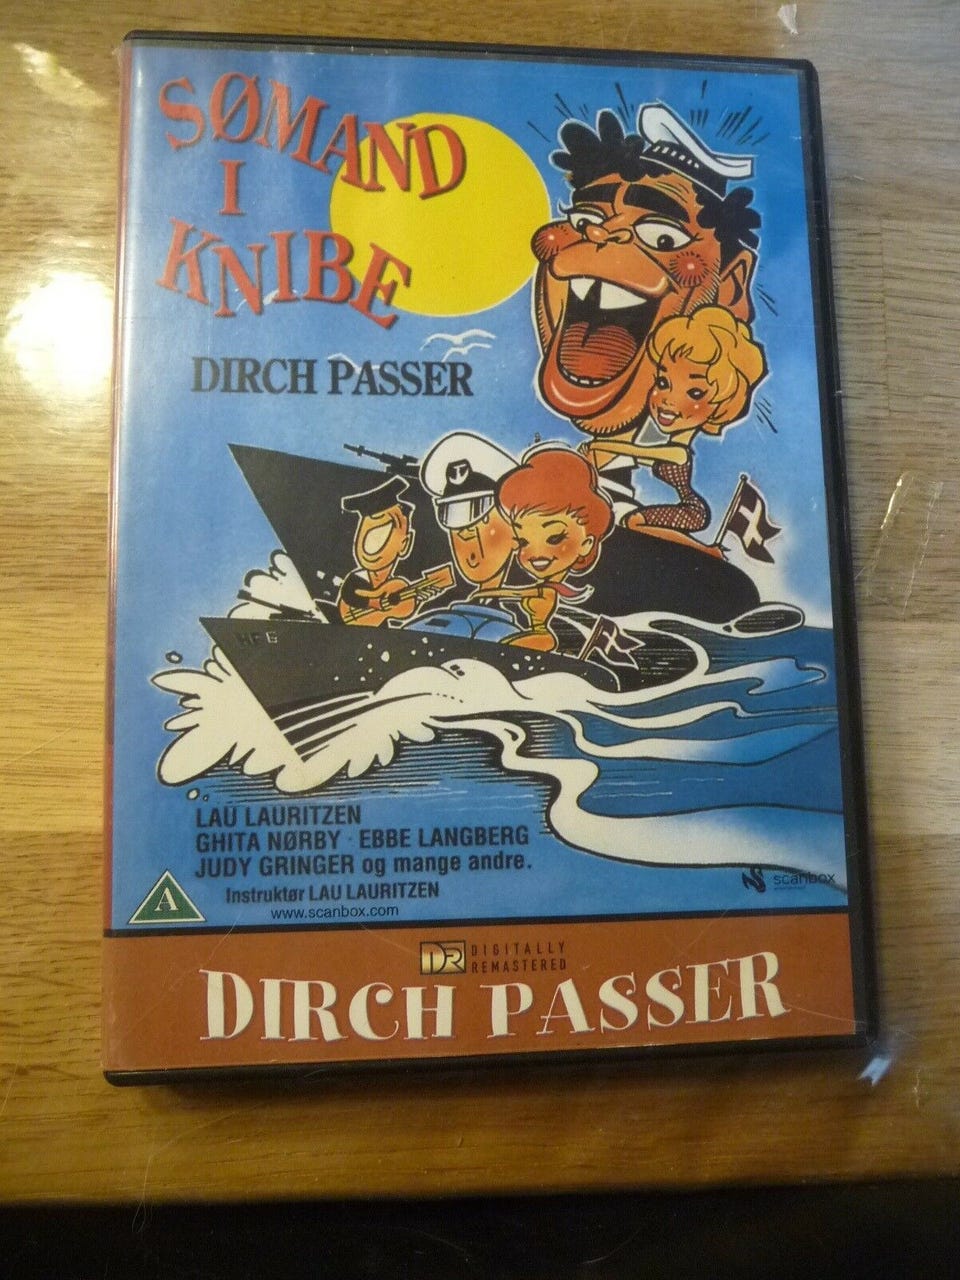 SØMAND
I
KNIBE
DIRCH PASSER
LAU LAURITZEN
GHITA NØRBY · EBBE LANGBERG
JUDY GRINGER og mange andre.
Instruktør LAU LAURITZEN
www.scanbox.com
scanbox
A
DR DIGITALLY
REMASTERED
DIRCH PASSER